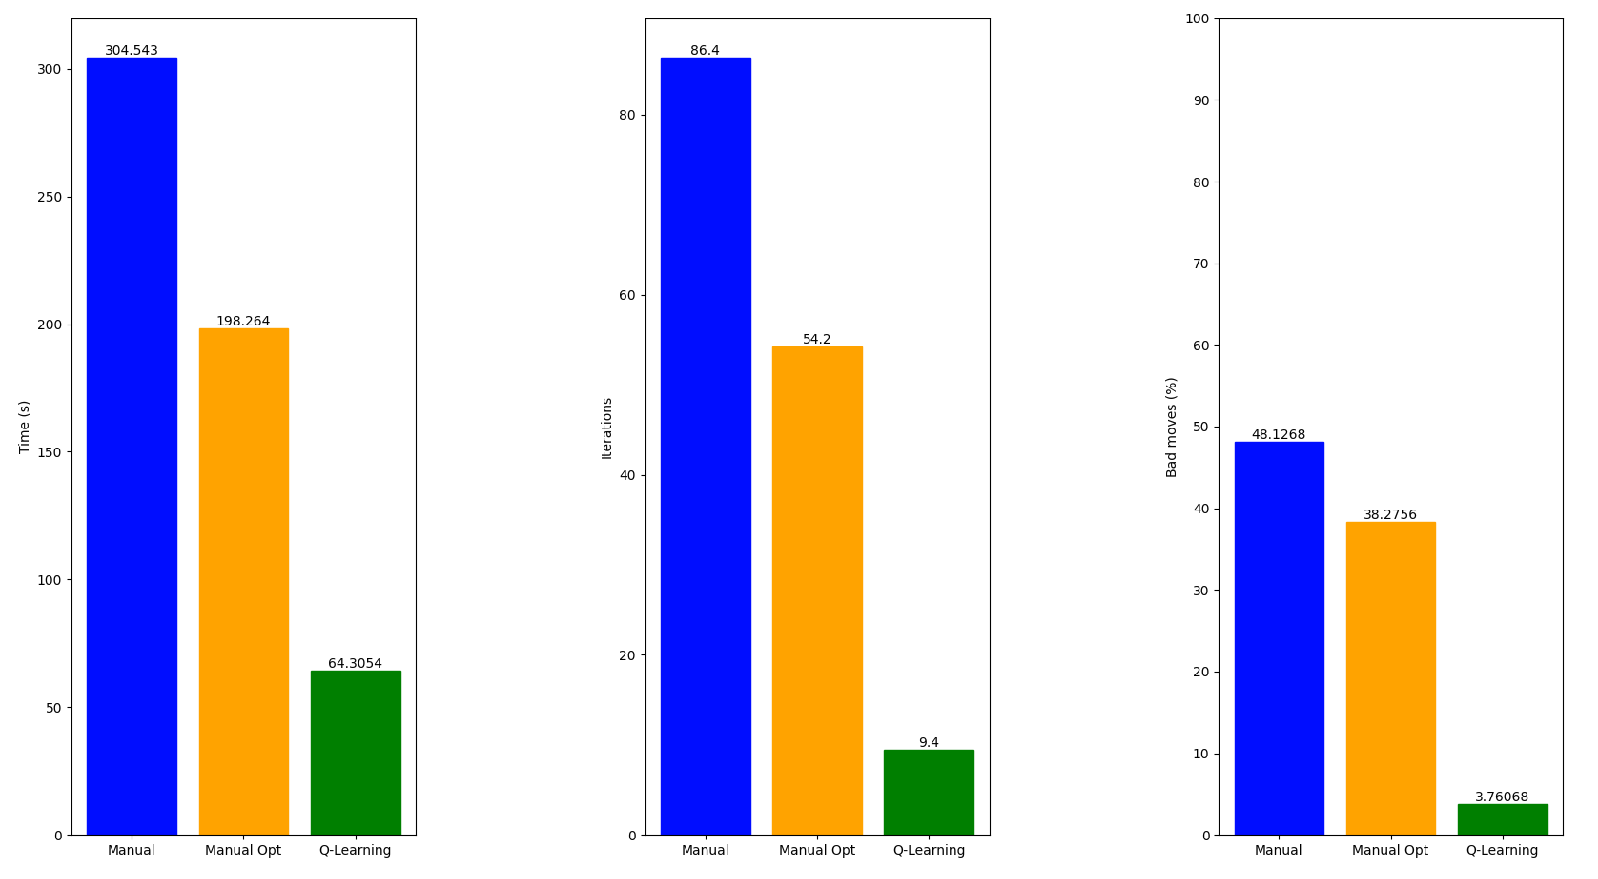 304.543
300
250
200
150
100
50
0
198.264
64.3054
Time (s)
Manual
Manual Opt
Q-Learning
86.4
80
60
40
20
0
54.2
9.4
Iterations
Manual
Manual Opt
Q-Learning
100
90
80
70
60
50
40
30
20
10
0
48.1268
38.2756
3.76068
Bad moves (%)
Manual
Manual Opt
Q-Learning